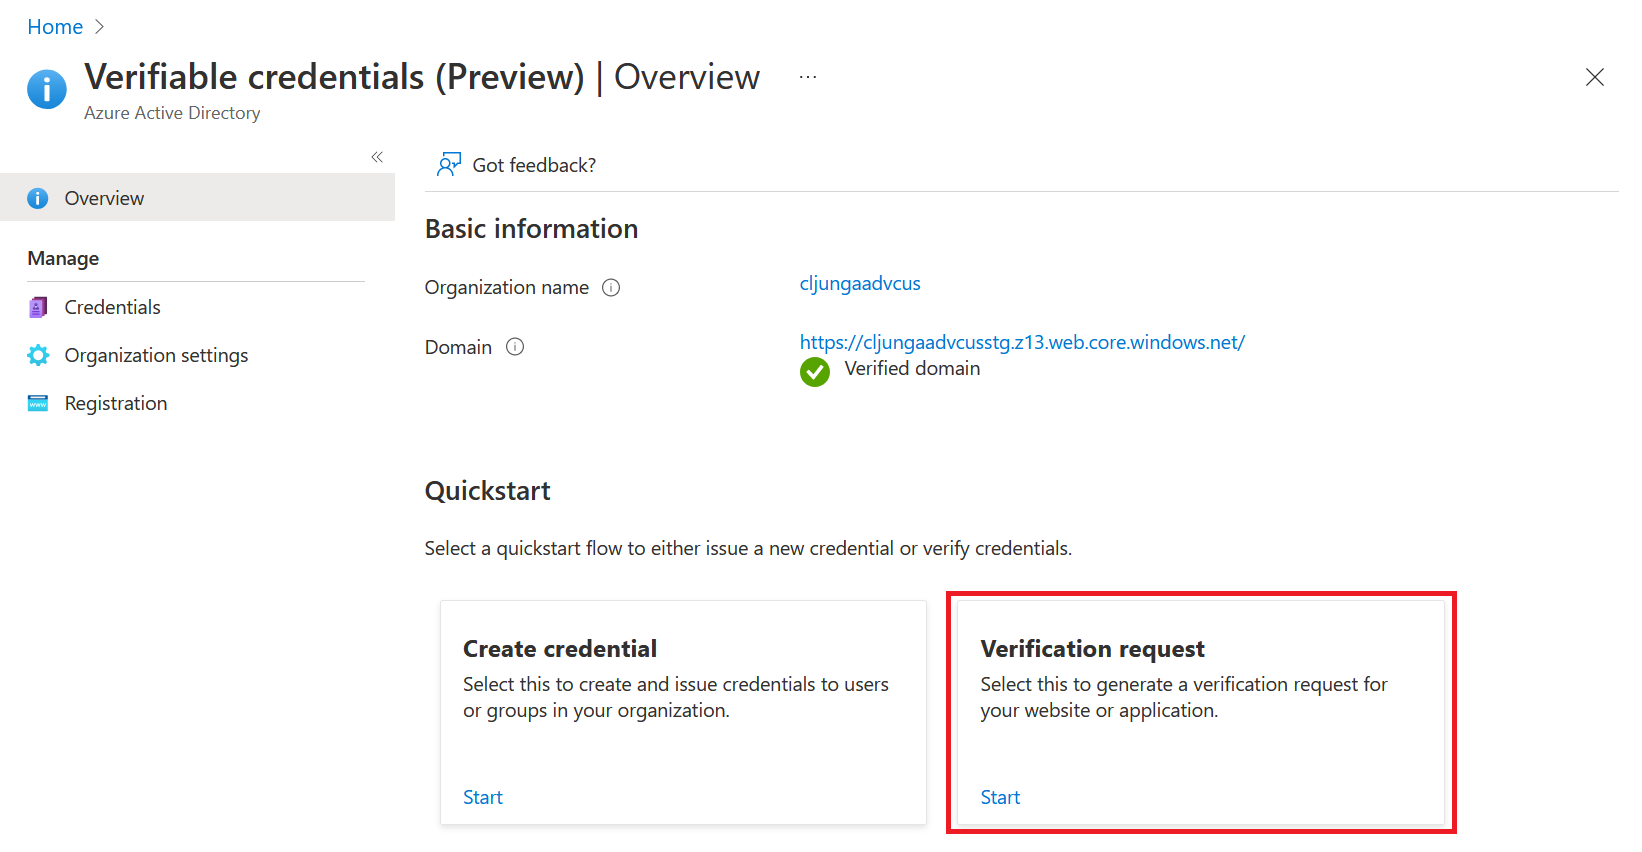 Home
Verifiable credentials (Preview) | Overview ...
Azure Active Directory
Overview
Manage
Credentials
Organization settings
Registration
Got feedback?
Basic information
Organization name cljungaadvcus
Domain https://cljungaadvcusstg.z13.web.core.windows.net/
Verified domain
Quickstart
Select a quickstart flow to either issue a new credential or verify credentials.
Create credential
Select this to create and issue credentials to users
or groups in your organization.
Start
Verification request
Select this to generate a verification request for
your website or application.
Start